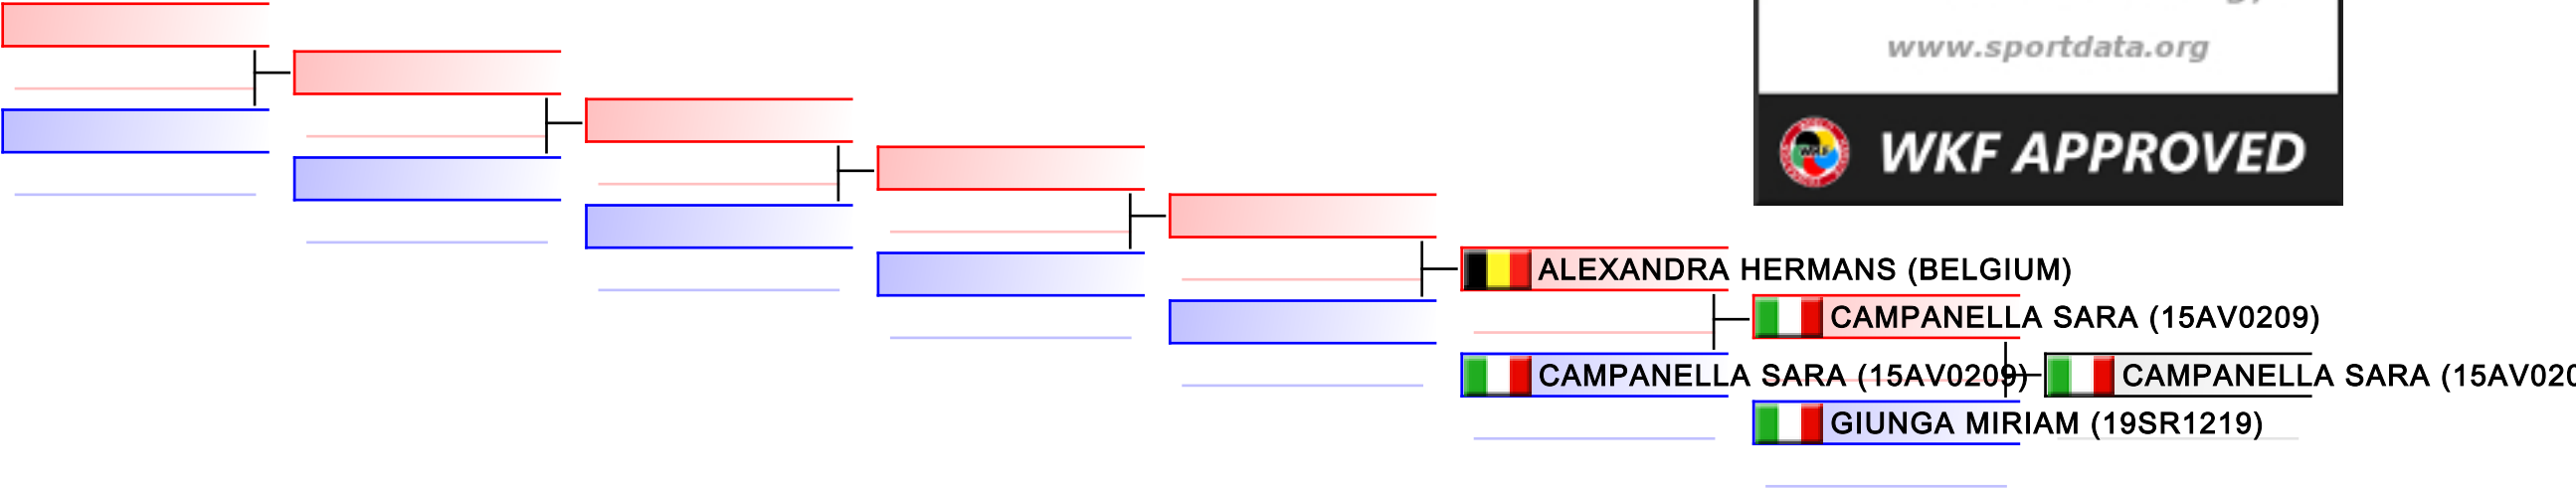 www.sportdata.org
WKF APPROVED
ALEXANDRA HERMANS (BELGIUM)
CAMPANELLA SARA (15AV0209)
CAMPANELLA SARA (15AV0209)
CAMPANELLA SARA (15AV020
GIUNGA MIRIAM (19SR1219)